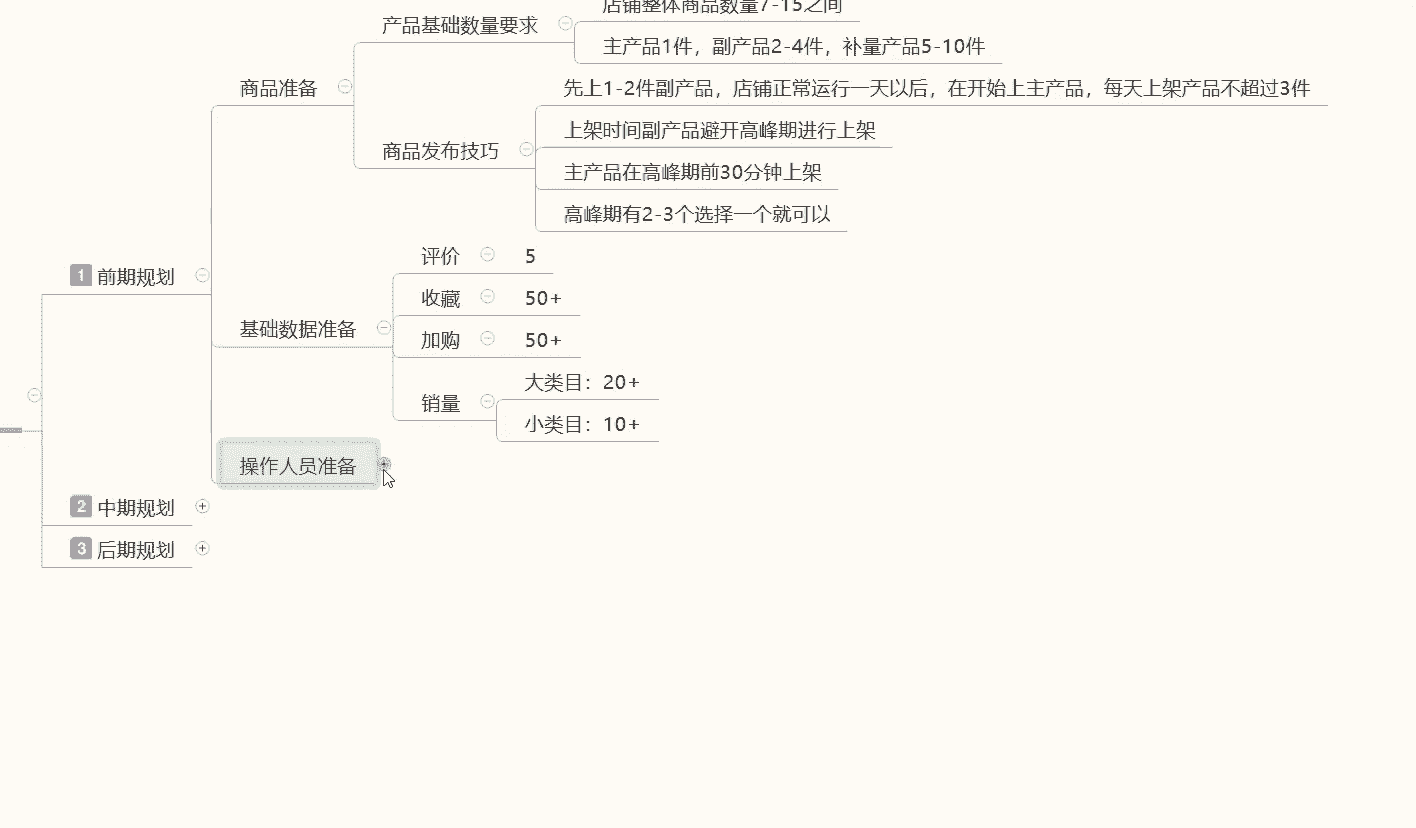 店铺整体商品数量7-15之间
产品基础数量要求
主产品1件，副产品2-4件，补量产品5-10件
商品准备
先上1-2件副产品，店铺正常运行一天以后，在开始上主产品，每天上架产品不超过3件
上架时间副产品避开高峰期进行上架
商品发布技巧
主产品在高峰期前30分钟上架
高峰期有2-3个选择一个就可以
评价 5
1 前期规划
收藏 50+
基础数据准备
加购 50+
大类目：20+
销量
小类目：10+
操作人员准备
2 中期规划
3 后期规划